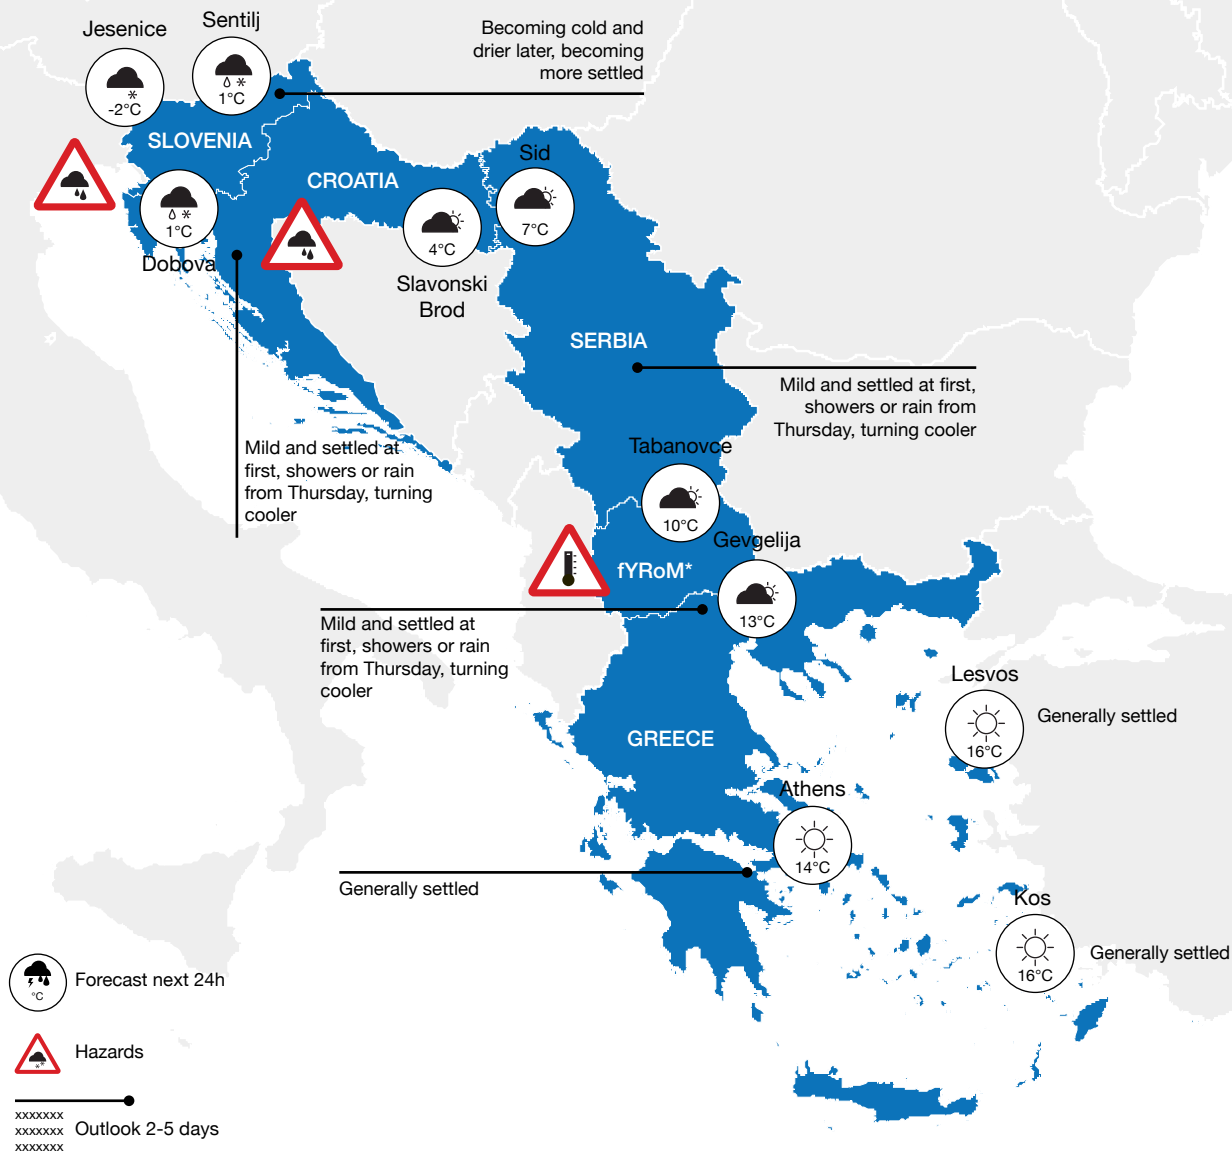 Jesenice
-2°C
Sentilj
1°C
Becoming cold and
drier later, becoming
more settled
SLOVENIA
CROATIA
Sid
7°C
1°C
Dobova
4°C
Slavonski
Brod
SERBIA
Mild and settled at first,
showers or rain from
Thursday, turning cooler
Mild and settled at
first, showers or rain
from Thursday, turning
cooler
Tabanovce
10°C
Gevgelija
13°C
fYRoM*
Mild and settled at
first, showers or rain
from Thursday, turning
cooler
Lesvos
16°C
Generally settled
GREECE
Athens
14°C
Generally settled
Kos
16°C
Generally settled
°C
Forecast next 24h
Hazards
xxxxxxx
xxxxxxx
xxxxxxx
Outlook 2-5 days